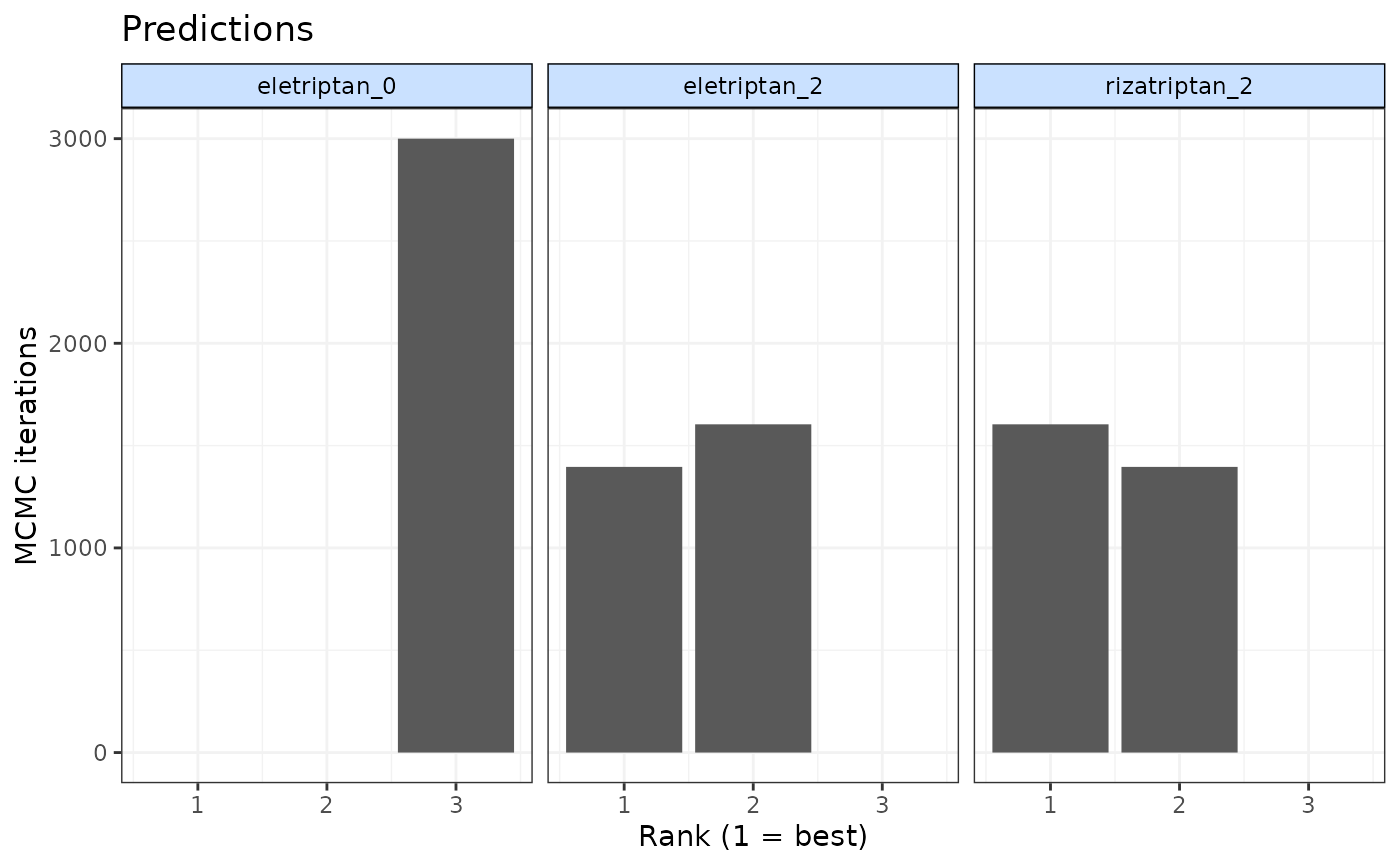 Predictions
eletriptan_0 eletriptan_2 rizatriptan_2
MCMC iterations
3000
2000
1000
0
1 2 3 1 2 3 1 2 3
Rank (1 = best)